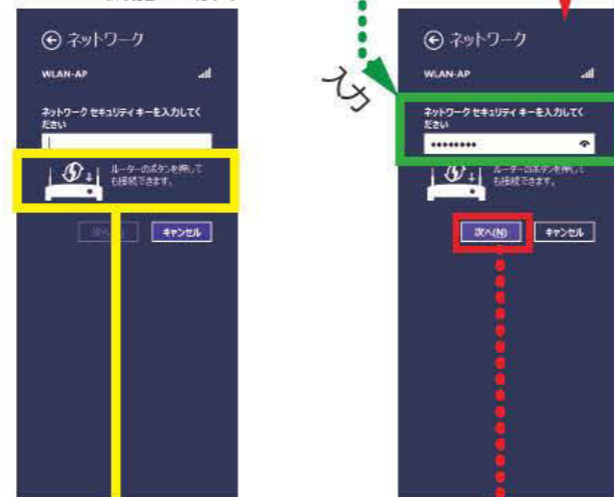 ネットワーク
WLAN-AP
ネットワーク セキュリティ キーを入力してく
ださい
ルーターのボタンを押して
も接続できます。
キャンセル
入力
ネットワーク
WLAN-AP
ネットワーク セキュリティ キーを入力してく
ださい
••••••••
ルーターのボタンを押して
も接続できます。
次へ(N)
キャンセル